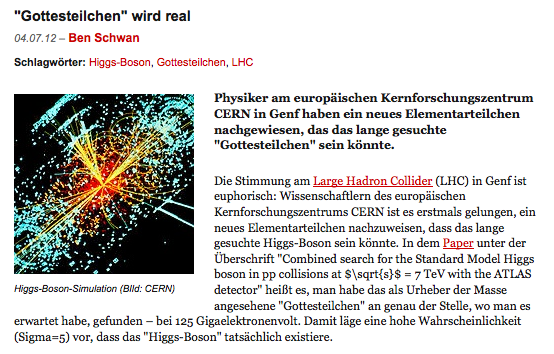 "Gottesteilchen" wird real
04.07.12 – Ben Schwan
Schlagwörter: Higgs-Boson, Gottesteilchen, LHC
Physiker am europäischen Kernforschungszentrum
CERN in Genf haben ein neues Elementarteilchen
nachgewiesen, das das lange gesuchte
"Gottesteilchen" sein könnte.
Die Stimmung am Large Hadron Collider (LHC) in Genf ist
euphorisch: Wissenschaftlern des europäischen
Kernforschungszentrums CERN ist es erstmals gelungen, ein
neues Elementarteilchen nachzuweisen, dass das lange
gesuchte Higgs-Boson sein könnte. In dem Paper unter der
Überschrift "Combined search for the Standard Model Higgs
boson in pp collisions at $\sqrt{s}$ = 7 TeV with the ATLAS
detector" heißt es, man habe das als Urheber der Masse
angesehene "Gottesteilchen" an genau der Stelle, wo man es
erwartet habe, gefunden – bei 125 Gigaelektronenvolt. Damit läge eine hohe Wahrscheinlichkeit
(Sigma=5) vor, dass das "Higgs-Boson" tatsächlich existiere.
Higgs-Boson-Simulation (Bild: CERN)